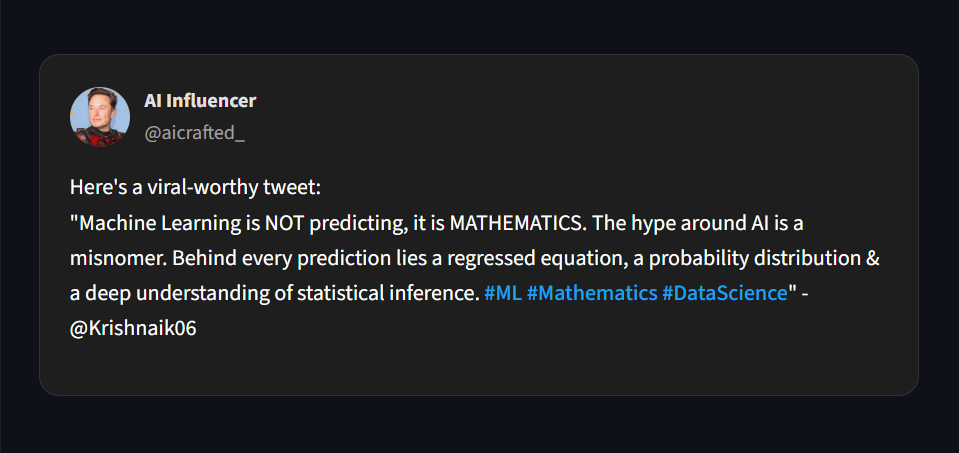 AI Influencer
@aicrafted_
Here's a viral-worthy tweet:
"Machine Learning is NOT predicting, it is MATHEMATICS. The hype around AI is a
misnomer. Behind every prediction lies a regressed equation, a probability distribution &
a deep understanding of statistical inference. #ML #Mathematics #DataScience" -
@Krishnaik06